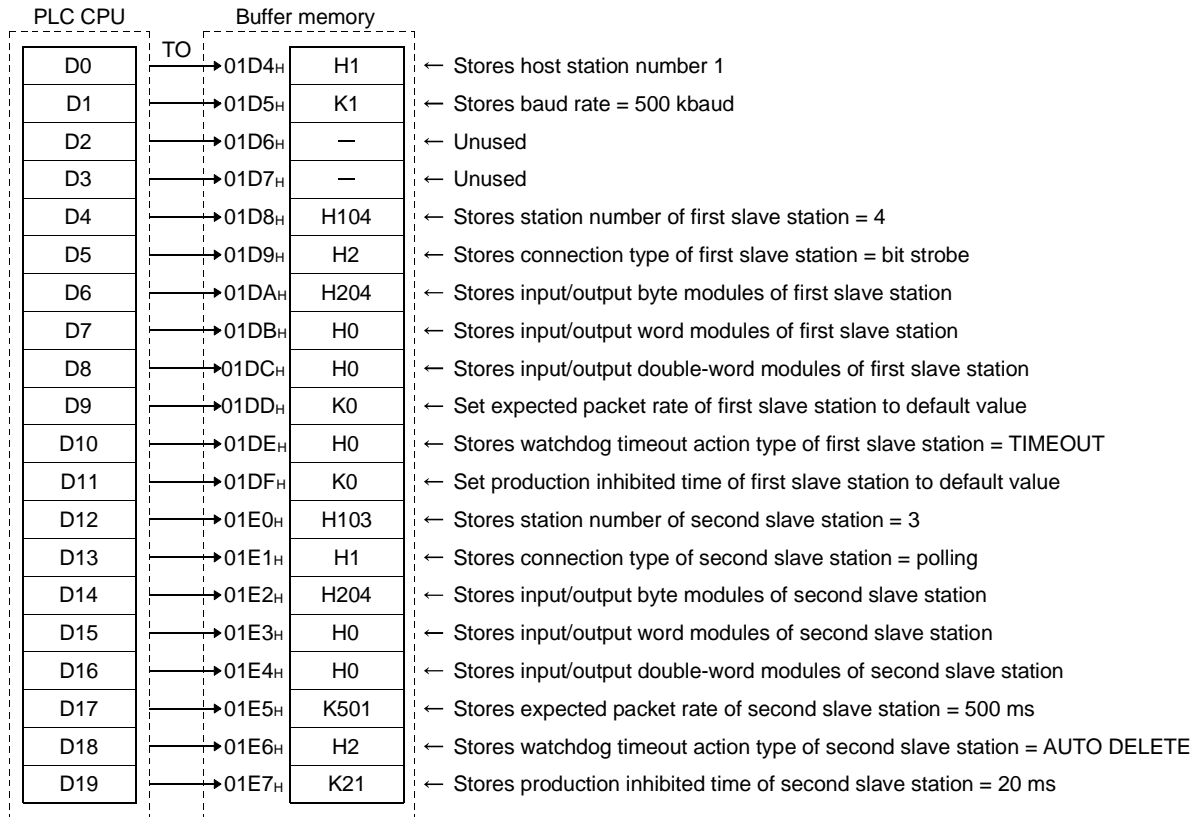 PLC CPU Buffer memory
TO
D0 01D4H H1 ← Stores host station number 1
D1 01D5H K1 ← Stores baud rate = 500 kbaud
D2 01D6H – ← Unused
D3 01D7H – ← Unused
D4 01D8H H104 ← Stores station number of first slave station = 4
D5 01D9H H2 ← Stores connection type of first slave station = bit strobe
D6 01DAH H204 ← Stores input/output byte modules of first slave station
D7 01DBH H0 ← Stores input/output word modules of first slave station
D8 01DCH H0 ← Stores input/output double-word modules of first slave station
D9 01DDH K0 ← Set expected packet rate of first slave station to default value
D10 01DEH H0 ← Stores watchdog timeout action type of first slave station = TIMEOUT
D11 01DFH K0 ← Set production inhibited time of first slave station to default value
D12 01E0H H103 ← Stores station number of second slave station = 3
D13 01E1H H1 ← Stores connection type of second slave station = polling
D14 01E2H H204 ← Stores input/output byte modules of second slave station
D15 01E3H H0 ← Stores input/output word modules of second slave station
D16 01E4H H0 ← Stores input/output double-word modules of second slave station
D17 01E5H K501 ← Stores expected packet rate of second slave station = 500 ms
D18 01E6H H2 ← Stores watchdog timeout action type of second slave station = AUTO DELETE
D19 01E7H K21 ← Stores production inhibited time of second slave station = 20 ms